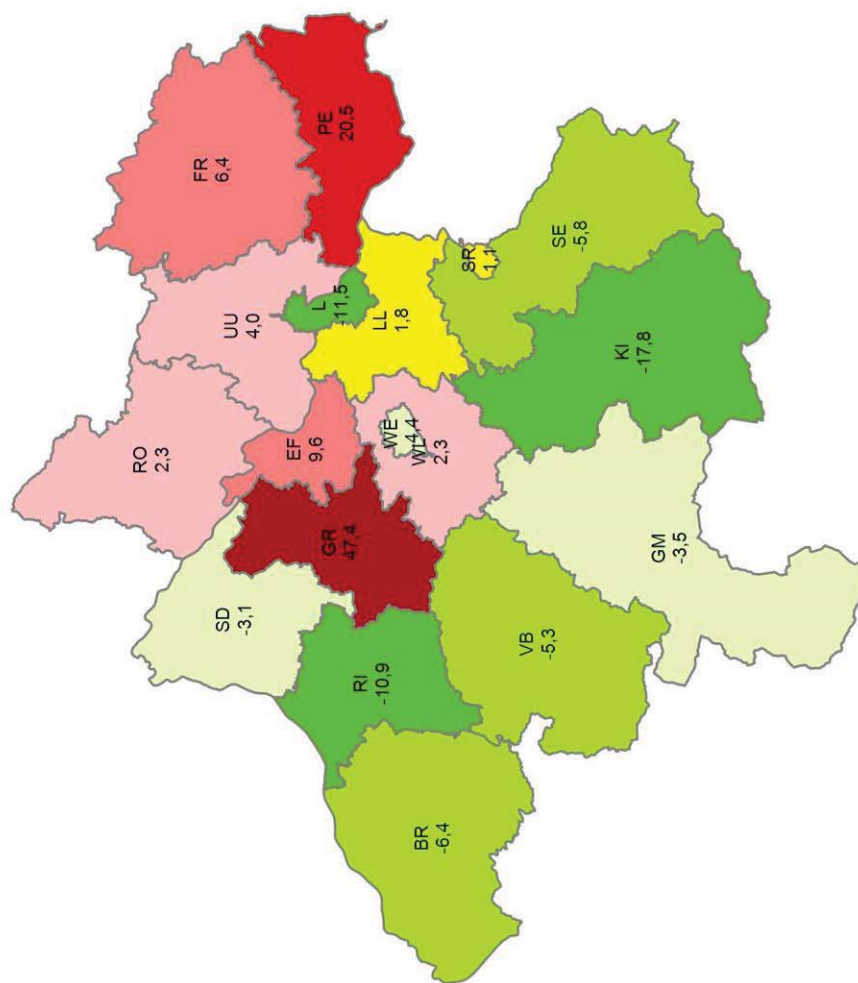 RO
2,3
FR
6,4
SD
-3,1
UU
4,0
EF
9,6
L
-11,5
GR
47,4
PE
20,5
RI
-10,9
LL
1,8
WE
-4,4
WL
2,3
BR
-6,4
SR
1,1
VB
-5,3
SE
-5,8
KI
-17,8
GM
-3,5